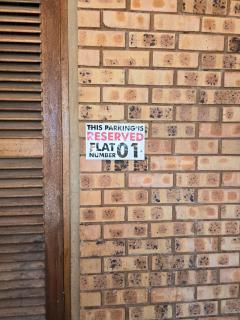 THIS PARKING IS
RESERVED
FLAT
NUMBER 01